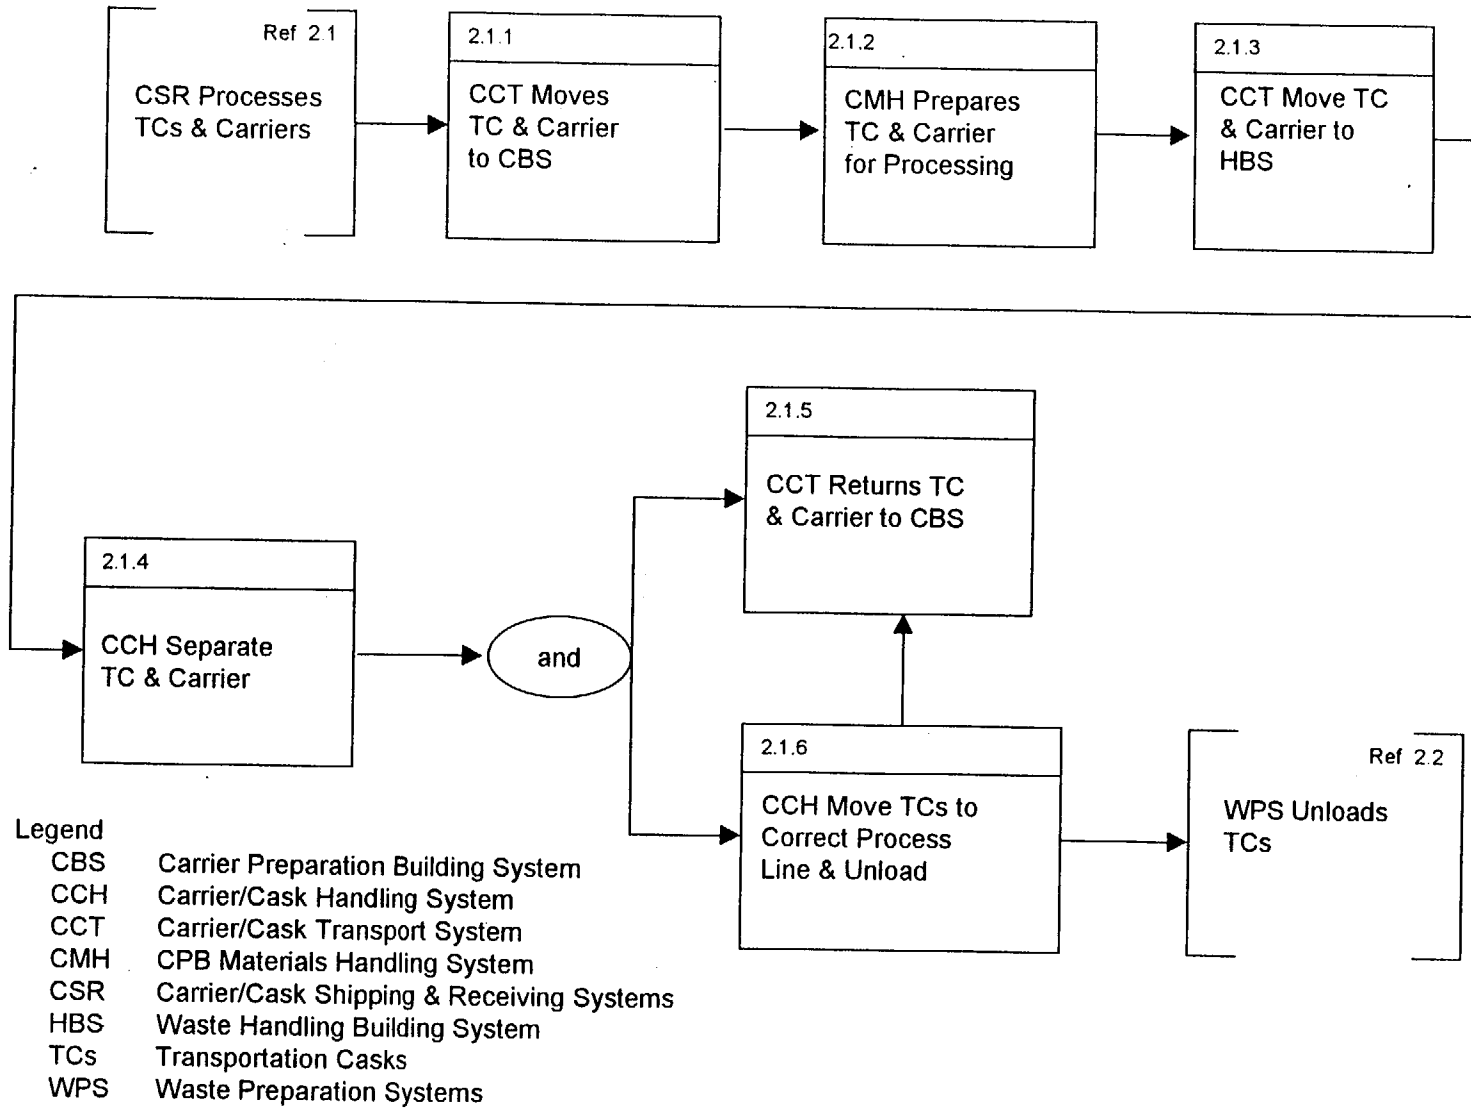 Ref 2.1
CSR Processes
TCs & Carriers
2.1.1
CCT Moves
TC & Carrier
to CBS
2.1.2
CMH Prepares
TC & Carrier
for Processing
2.1.3
CCT Move TC
& Carrier to
HBS
2.1.4
CCH Separate
TC & Carrier
and
2.1.5
CCT Returns TC
& Carrier to CBS
2.1.6
CCH Move TCs to
Correct Process
Line & Unload
Ref 2.2
WPS Unloads
TCs
Legend
CBS Carrier Preparation Building System
CCH Carrier/Cask Handling System
CCT Carrier/Cask Transport System
CMH CPB Materials Handling System
CSR Carrier/Cask Shipping & Receiving Systems
HBS Waste Handling Building System
TCs Transportation Casks
WPS Waste Preparation Systems